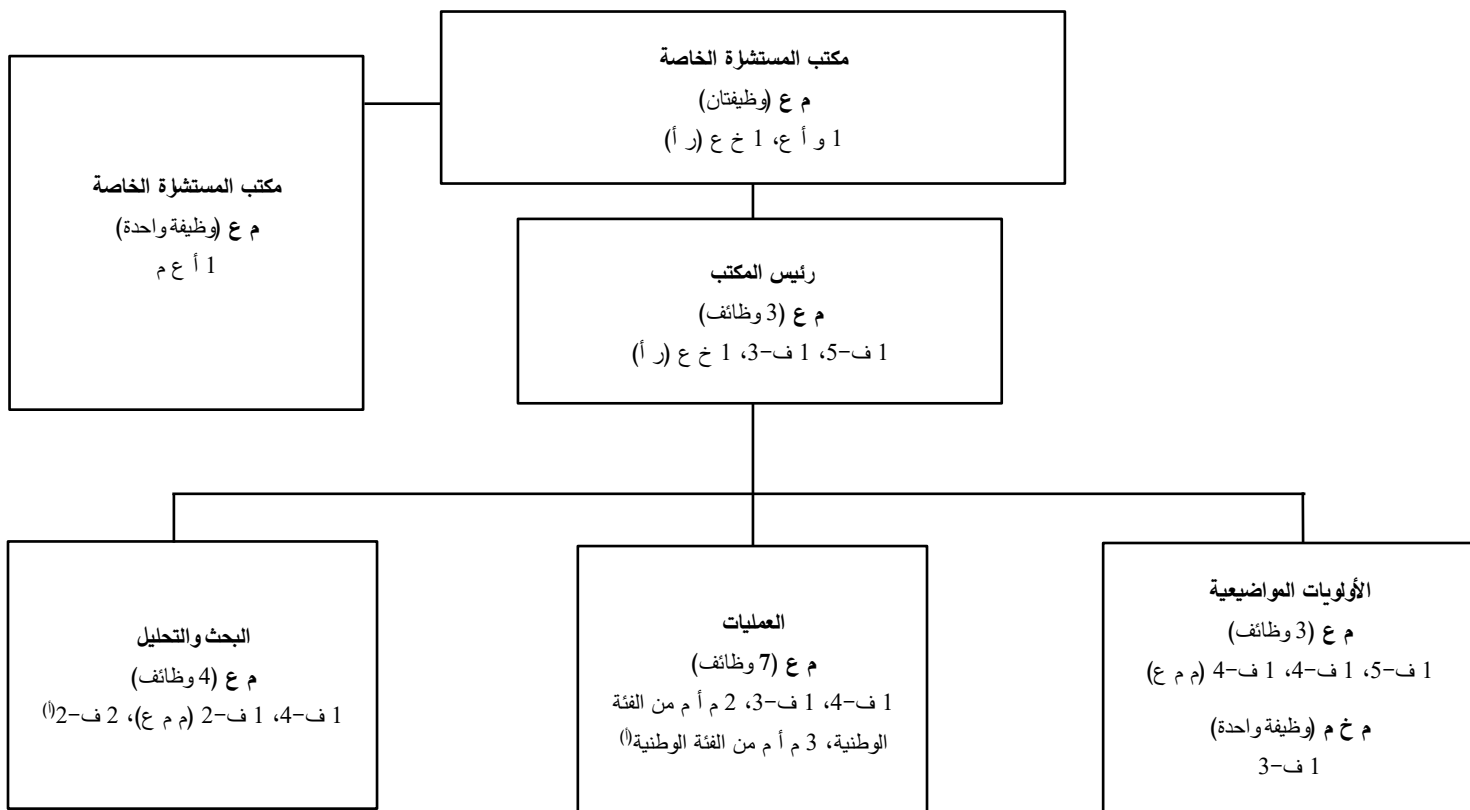 مكتب المستشارة الخاصة
م ع (وظيفتان)
1 و أ ع، 1 خ ع (ر أ)
مكتب المستشارة الخاصة
م ع (وظيفة واحدة)
1 أ ع م
رئيس المكتب
م ع (3 وظائف)
1 ف-5، 1 ف-3، 1 خ ع (ر أ)
الأولويات المواضيعية
م ع (3 وظائف)
1 ف-5، 1 ف-4، 1 ف-4 (م م ع)
م خ م (وظيفة واحدة)
1 ف-3
العمليات
م ع (7 وظائف)
1 ف-4، 1 ف-3، 2 م أ م من الفئة
الوطنية، 3 م أ م من الفئة الوطنية(أ)
البحث والتحليل
م ع (4 وظائف)
1 ف-4، 1 ف-2 (م م ع)، 2 ف-2(أ)